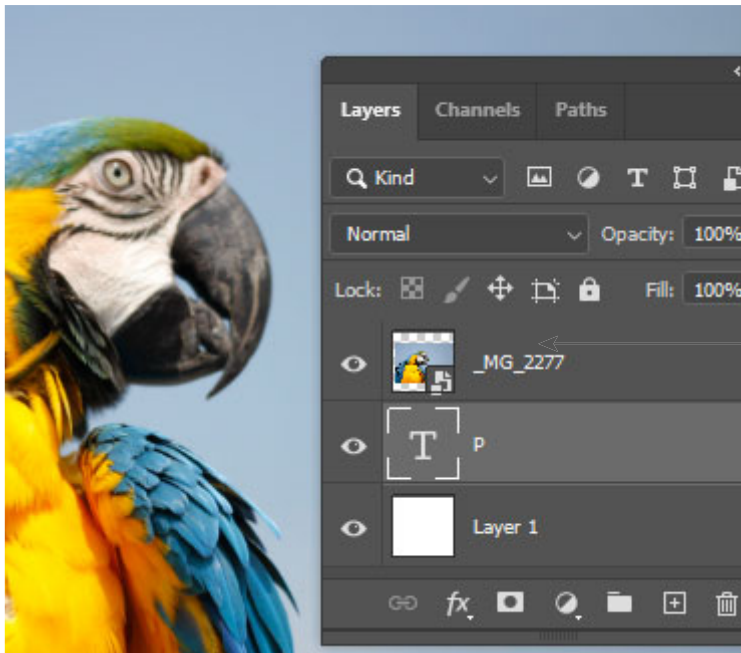 Layers Channels Paths
Kind
Normal Opacity: 100%
Lock: Fill: 100%
_MG_2277
P
Layer 1
fx